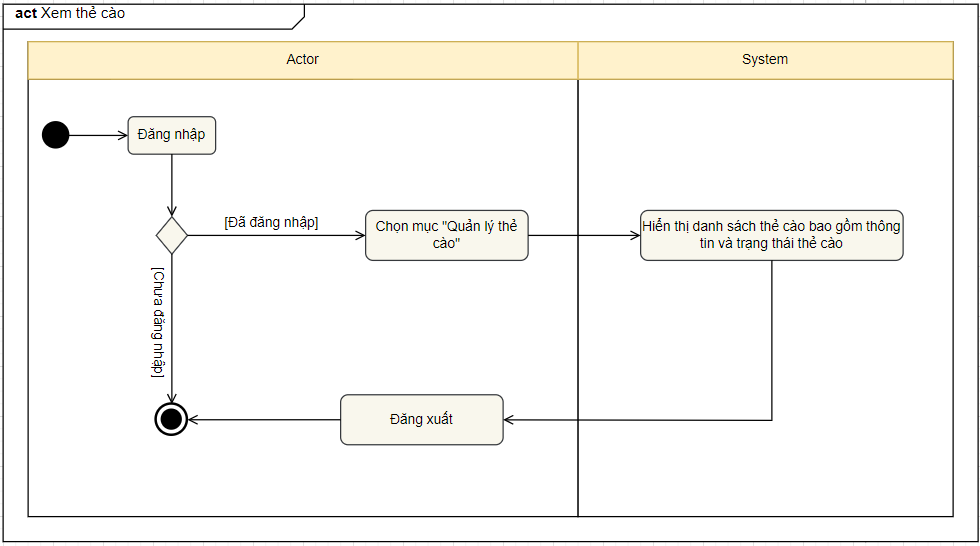 act Xem thẻ cào
Actor
System
Đăng nhập
[Đã đăng nhập]
Chọn mục "Quản lý thẻ
cào"
Hiển thị danh sách thẻ cào bao gồm thông
tin và trạng thái thẻ cào
[Chưa đăng nhập]
Đăng xuất